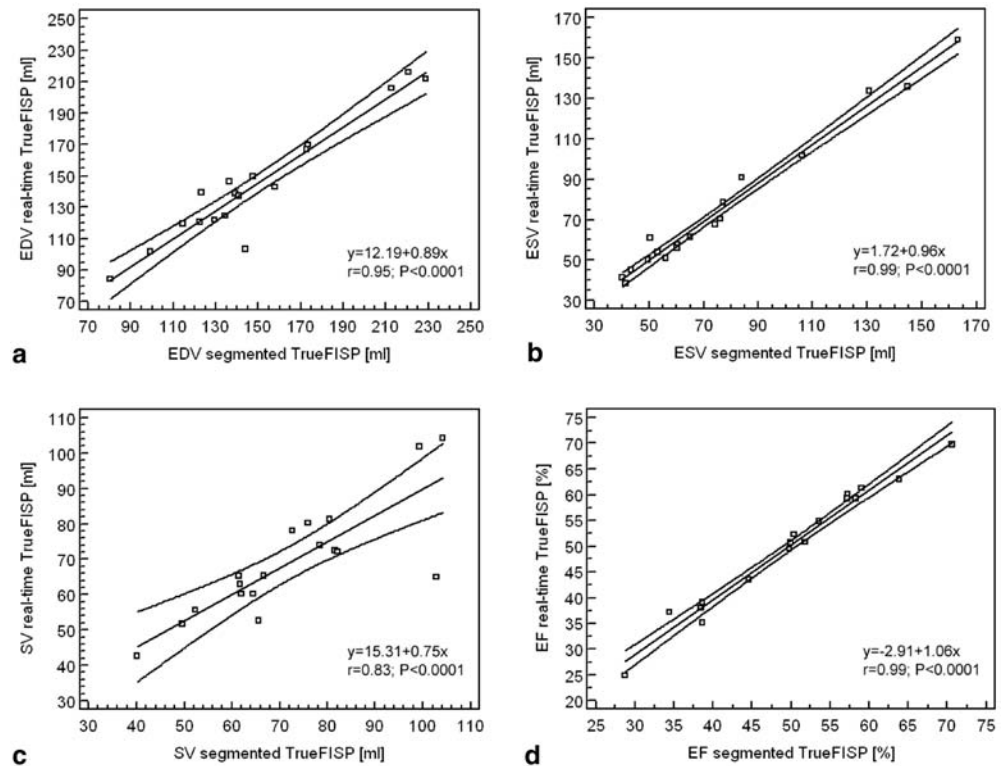 250
230
210
190
170
150
130
110
90
70
EDV real-time TrueFISP [ml]
y=12.19+0.89x
r=0.95; P<0.0001
70 90 110 130 150 170 190 210 230 250
EDV segmented TrueFISP [ml]
a
170
150
130
110
90
70
50
30
ESV real-time TrueFISP [ml]
y=1.72+0.96x
r=0.99; P<0.0001
30 50 70 90 110 130 150 170
ESV segmented TrueFISP [ml]
b
110
100
90
80
70
60
50
40
30
SV real-time TrueFISP [ml]
y=15.31+0.75x
r=0.83; P<0.0001
30 40 50 60 70 80 90 100 110
SV segmented TrueFISP [ml]
c
75
70
65
60
55
50
45
40
35
30
25
20
EF real-time TrueFISP [%]
y=-2.91+1.06x
r=0.99; P<0.0001
25 30 35 40 45 50 55 60 65 70 75
EF segmented TrueFISP [%]
d